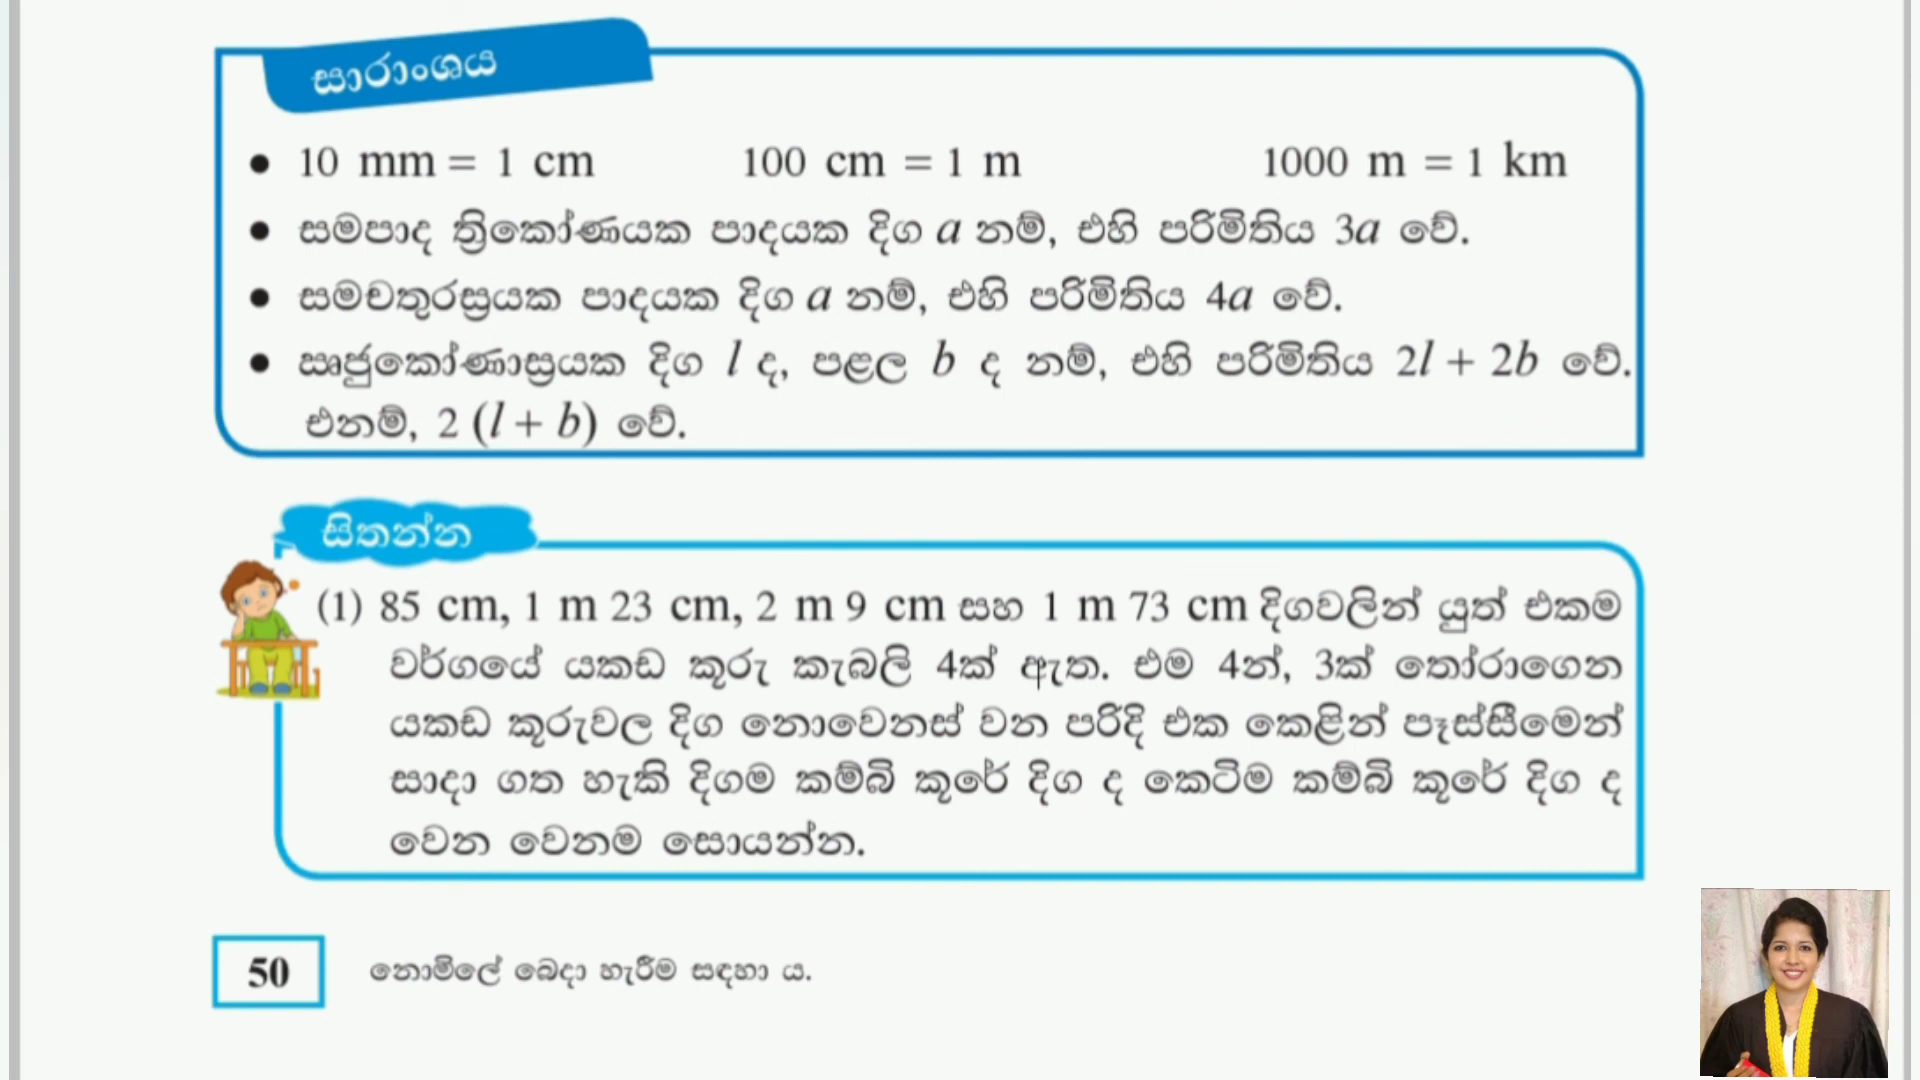 සාරාංශය
● 10 mm = 1 cm 100 cm = 1 m 1000 m = 1 km
● සමපාද ත්‍රිකෝණයක පාදයක දිග a නම්, එහි පරිමිතිය 3a වේ.
● සමචතුරස්‍රයක පාදයක දිග a නම්, එහි පරිමිතිය 4a වේ.
● ඍජුකෝණාස්‍රයක දිග l ද, පළල b ද නම්, එහි පරිමිතිය 2l + 2b වේ.
එනම්, 2 (l + b) වේ.
සිතන්න
(1) 85 cm, 1 m 23 cm, 2 m 9 cm සහ 1 m 73 cm දිගවලින් යුත් එකම
වර්ගයේ යකඩ කූරු කැබලි 4ක් ඇත. එම 4න්, 3ක් තෝරාගෙන
යකඩ කූරුවල දිග නොවෙනස් වන පරිදි එක කෙළින් පෑස්සීමෙන්
සාදා ගත හැකි දිගම කම්බි කූරේ දිග ද කෙටිම කම්බි කූරේ දිග ද
වෙන වෙනම සොයන්න.
50 නොමිලේ බෙදා හැරීම සඳහා ය.